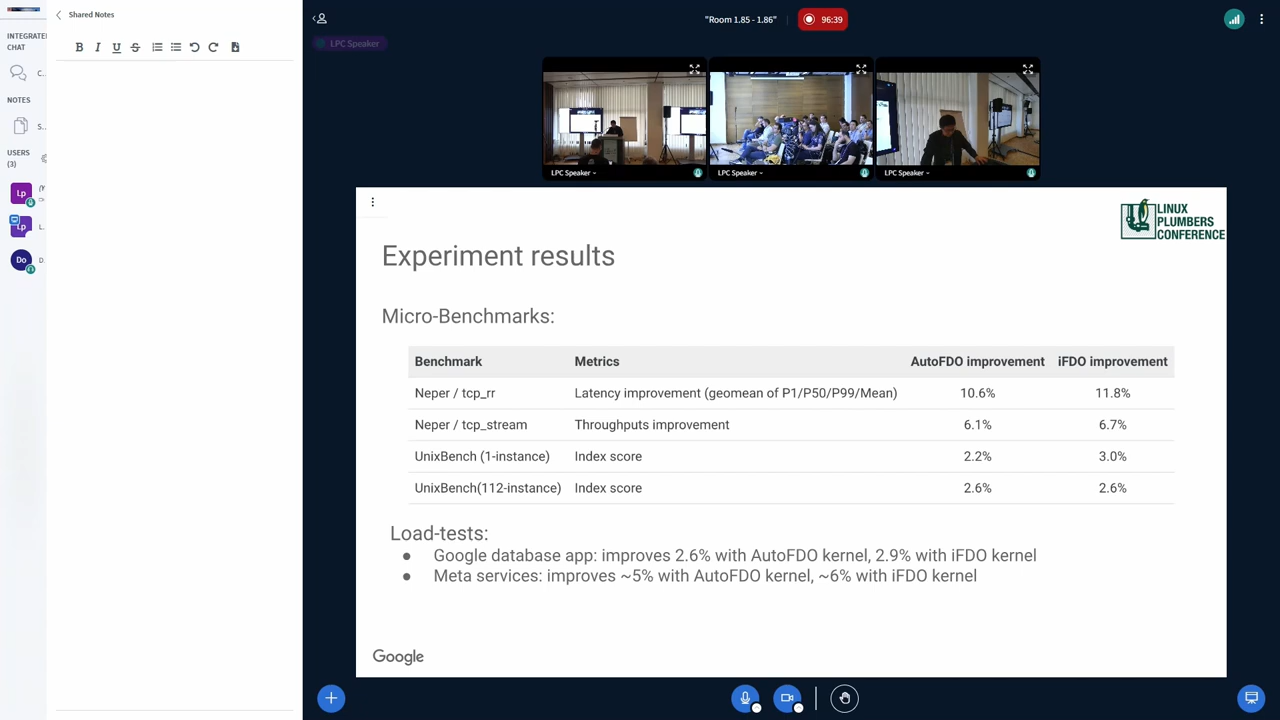 Shared Notes
INTEGRATE
CHAT
C..
NOTES
S..
USERS
(3)
Lp
Lp
L..
Do
D.
B I U S
LPC Speaker
"Room 1.85 - 1.86"
96:39
LPC Speaker
LPC Speaker
LPC Speaker
LINUX
PLUMBERS
CONFERENCE
Experiment results
Micro-Benchmarks:
Benchmark Metrics AutoFDO improvement iFDO improvement
Neper / tcp_rr Latency improvement (geomean of P1/P50/P99/Mean) 10.6% 11.8%
Neper / tcp_stream Throughputs improvement 6.1% 6.7%
UnixBench (1-instance) Index score 2.2% 3.0%
UnixBench(112-instance) Index score 2.6% 2.6%
Load-tests:
● Google database app: improves 2.6% with AutoFDO kernel, 2.9% with iFDO kernel
● Meta services: improves ~5% with AutoFDO kernel, ~6% with iFDO kernel
Google